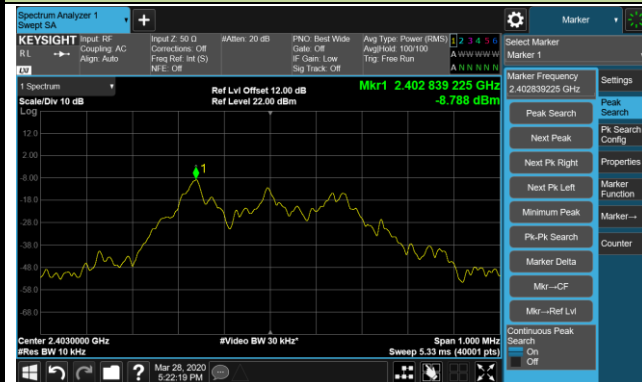 Spectrum Analyzer 1
Swept SA
Marker
KEYSIGHT
RL
LXI
Input: RF
Coupling: AC
Align: Auto
Input Z: 50 Ω
Corrections: Off
Freq Ref: Int (S)
NFE: Off
#Atten: 20 dB
PNO: Best Wide
Gate: Off
IF Gain: Low
Sig Track: Off
Avg Type: Power (RMS)
Avg|Hold: 100/100
Trig: Free Run
1 2 3 4 5 6
A W W W W W
A N N N N N
Select Marker
Marker 1
1 Spectrum
Scale/Div 10 dB
Log
Ref Lvl Offset 12.00 dB
Ref Level 22.00 dBm
Mkr1 2.402 839 225 GHz
-8.788 dBm
12.0
2.00
-8.00
-18.0
-28.0
-38.0
-48.0
-58.0
-68.0
1
Center 2.4030000 GHz
#Res BW 10 kHz
#Video BW 30 kHz*
Span 1.000 MHz
Sweep 5.33 ms (40001 pts)
Marker Frequency
2.402839225 GHz
Peak Search
Next Peak
Next Pk Right
Next Pk Left
Minimum Peak
Pk-Pk Search
Marker Delta
Mkr→CF
Mkr→Ref Lvl
Continuous Peak
Search
On
Off
Settings
Peak
Search
Pk Search
Config
Properties
Marker
Function
Marker→
Counter
Mar 28, 2020
5:22:19 PM